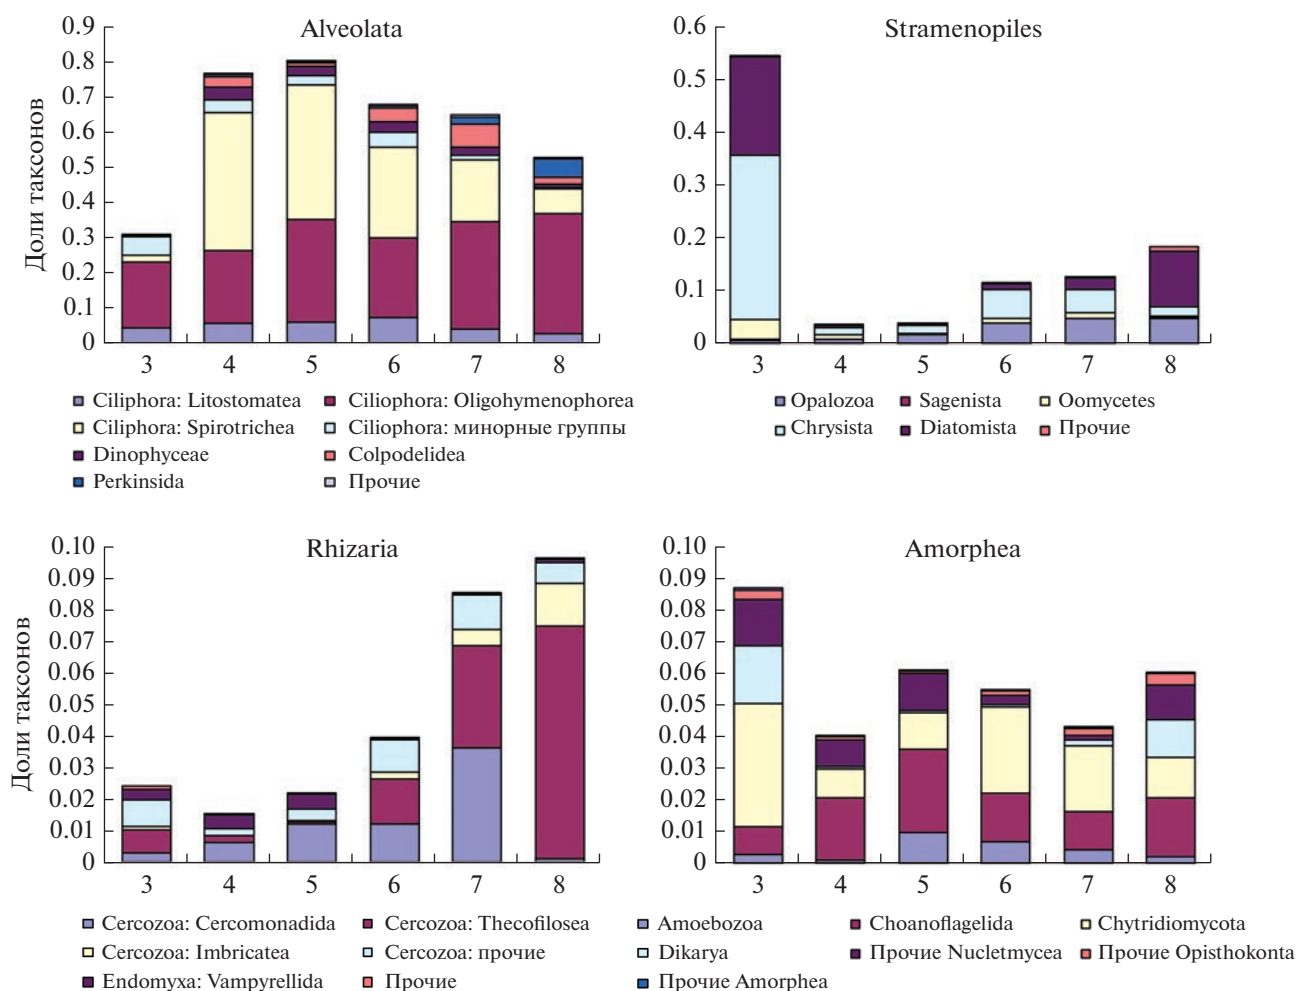 Alveolata
Доли таксонов
0.9
0.8
0.7
0.6
0.5
0.4
0.3
0.2
0.1
0
3 4 5 6 7 8
Ciliphora: Litostomatea Ciliophora: Oligohymenophorea
Ciliphora: Spirotrichea Ciliophora: минорные группы
Dinophyceae Colpodelidea
Perkinsida Прочие
Stramenopiles
0.6
0.5
0.4
0.3
0.2
0.1
0
3 4 5 6 7 8
Opalozoa Sagenista Oomycetes
Chrysista Diatomista Прочие
Rhizaria
Доли таксонов
0.10
0.09
0.08
0.07
0.06
0.05
0.04
0.03
0.02
0.01
0
3 4 5 6 7 8
Cercozoa: Cercomonadida Cercozoa: Thecofilosea
Cercozoa: Imbricatea Cercozoa: прочие
Endomyxa: Vampyrellida Прочие
Amorphea
0.10
0.09
0.08
0.07
0.06
0.05
0.04
0.03
0.02
0.01
0
3 4 5 6 7 8
Amoebozoa Choanoflagelida Chytridiomycota
Dikarya Прочие Nucletmycea Прочие Opisthokonta
Прочие Amorphea